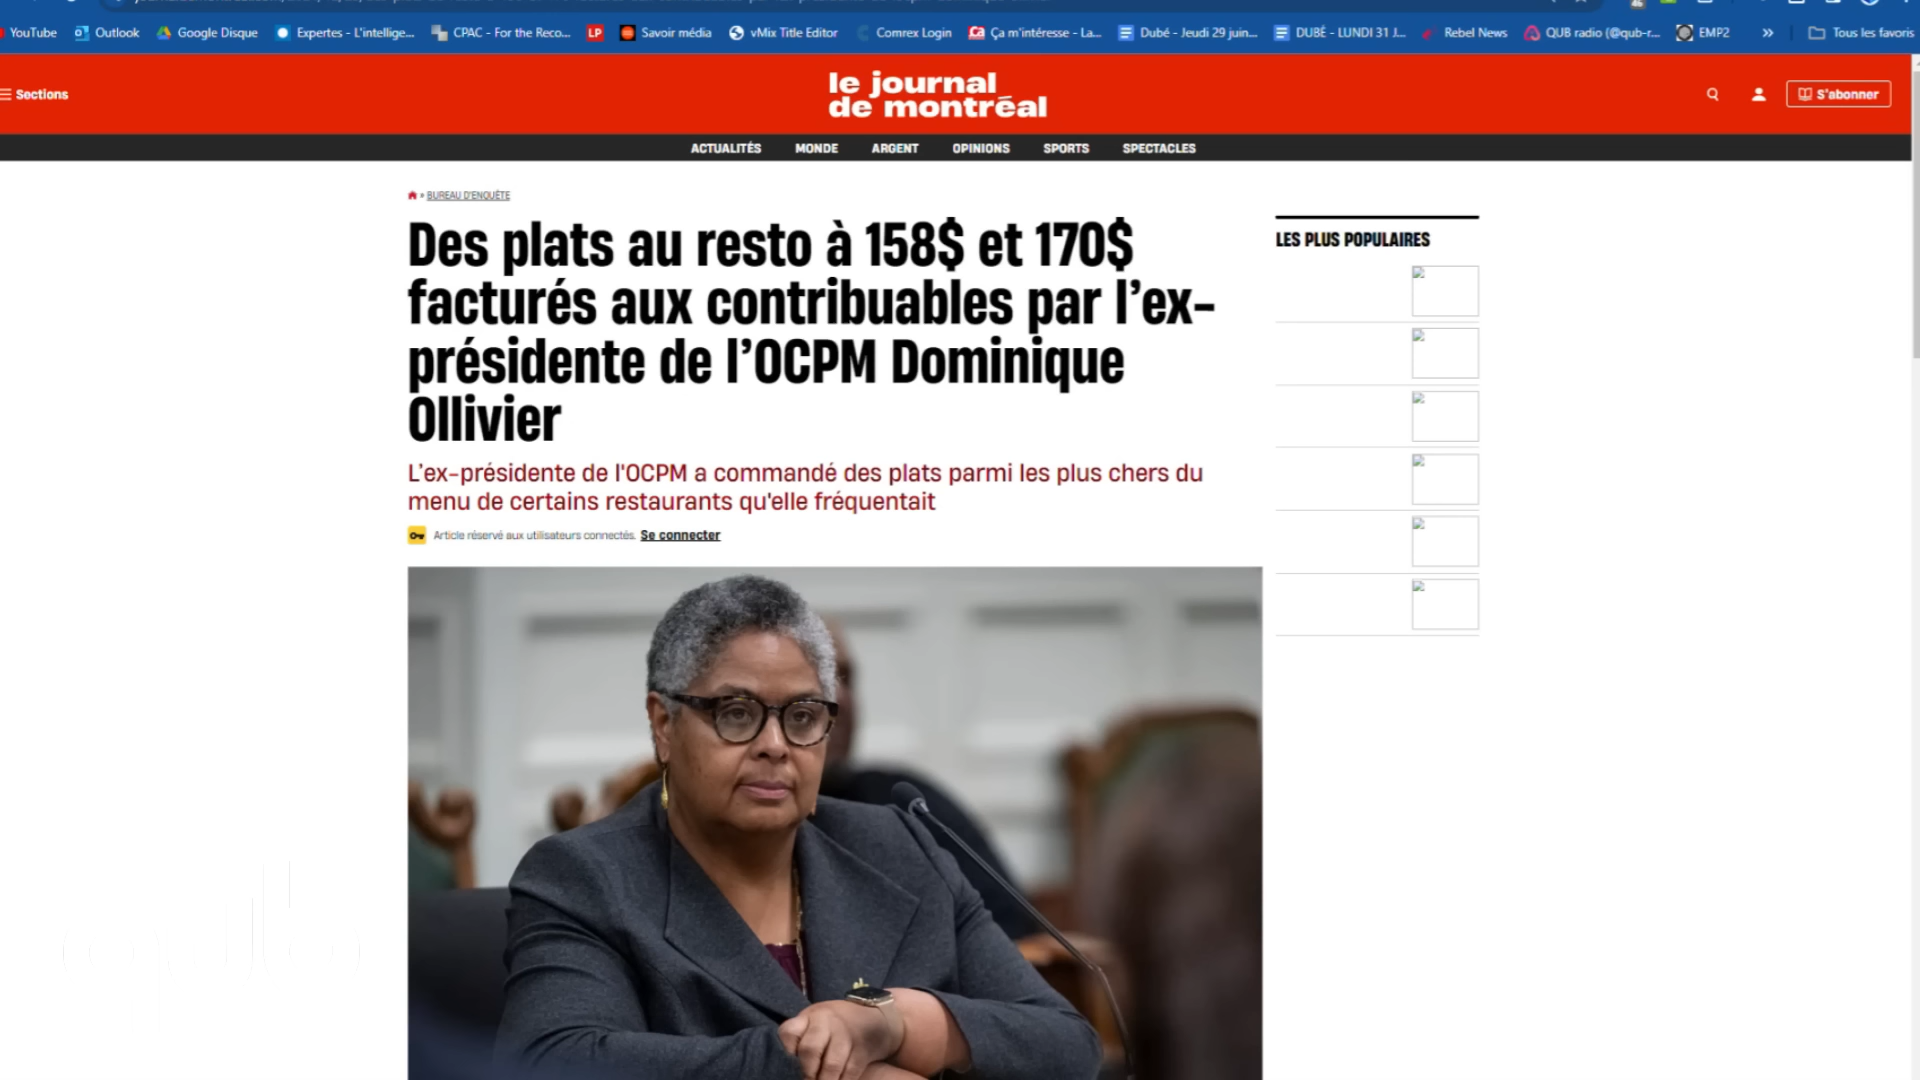 YouTube
Outlook
Google Disque
Expertes - L'intellige...
CPAC - For the Reco...
LP
Savoir média
vMix Title Editor
Comrex Login
Ça m'intéresse - La...
Dubé - Jeudi 29 juin...
DUBÉ - LUNDI 31 J...
Rebel News
QUB radio (@qub-r...
EMP2
»
Tous les favoris
Sections
le journal
de montréal
S'abonner
ACTUALITÉS
MONDE
ARGENT
OPINIONS
SPORTS
SPECTACLES
» BUREAU D'ENQUÊTE
Des plats au resto à 158$ et 170$
facturés aux contribuables par l’ex-
présidente de l’OCPM Dominique
Ollivier
L’ex-présidente de l'OCPM a commandé des plats parmi les plus chers du
menu de certains restaurants qu'elle fréquentait
Article réservé aux utilisateurs connectés. Se connecter
LES PLUS POPULAIRES
qub